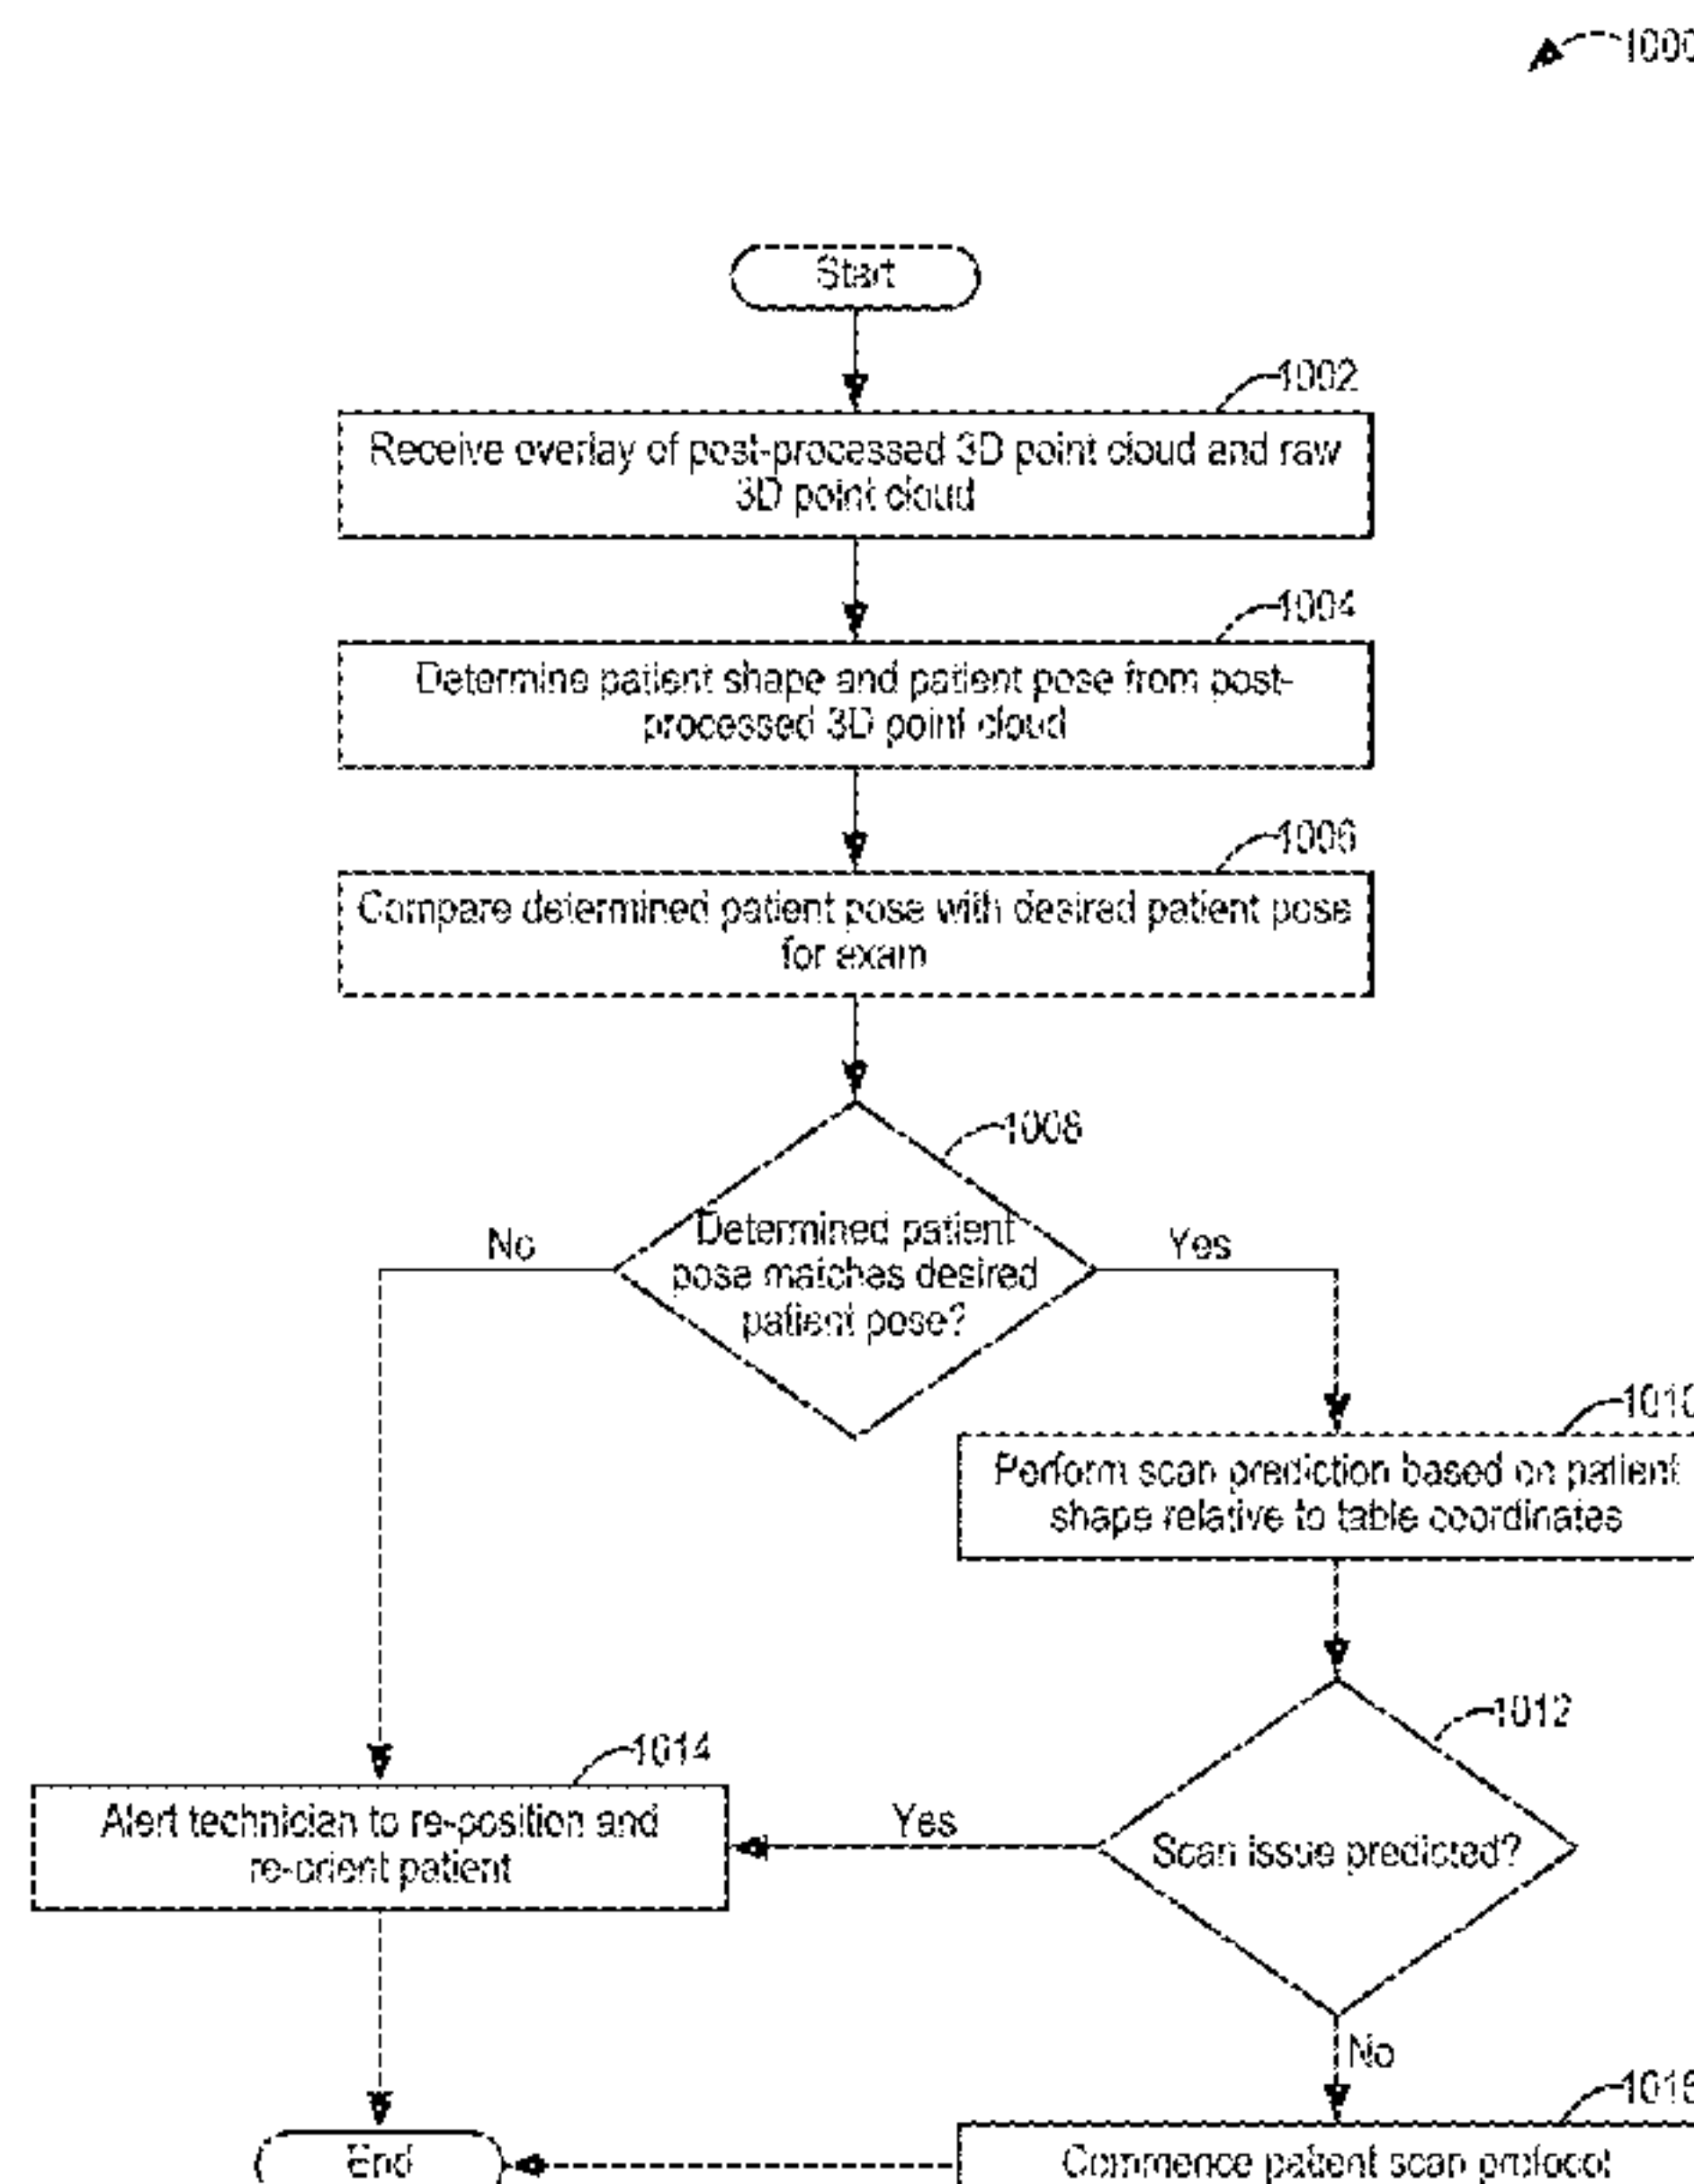 1000
Start
1002
Receive overlay of post-processed 3D point cloud and raw
3D point cloud
1004
Determine patient shape and patient pose from post-
processed 3D point cloud
1006
Compare determined patient pose with desired patient pose
for exam
1008
No
Determined patient
pose matches desired
patient pose?
Yes
1010
Perform scan prediction based on patient
shape relative to table coordinates
1012
1014
Alert technician to re-position and
re-orient patient
Yes
Scan issue predicted?
No
1016
End
Commence patient scan protocol